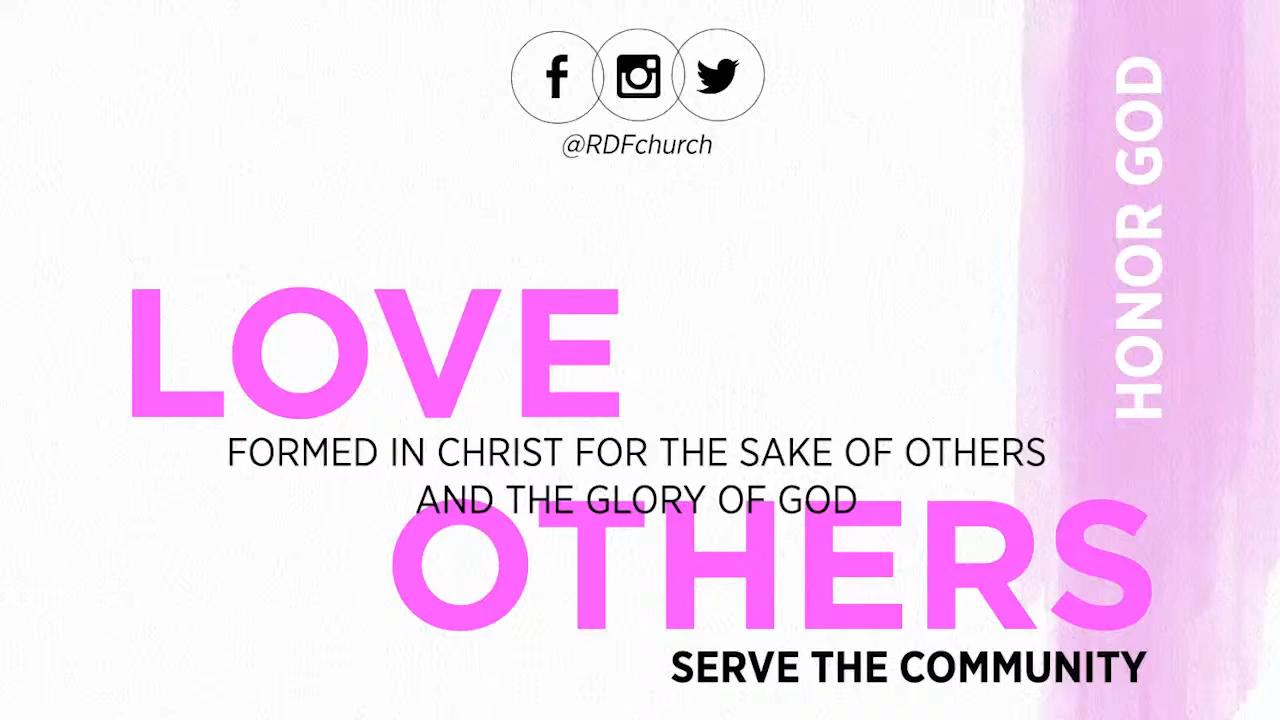 @RDFchurch
HONOR GOD
LOVE
FORMED IN CHRIST FOR THE SAKE OF OTHERS
AND THE GLORY OF GOD
OTHERS
SERVE THE COMMUNITY